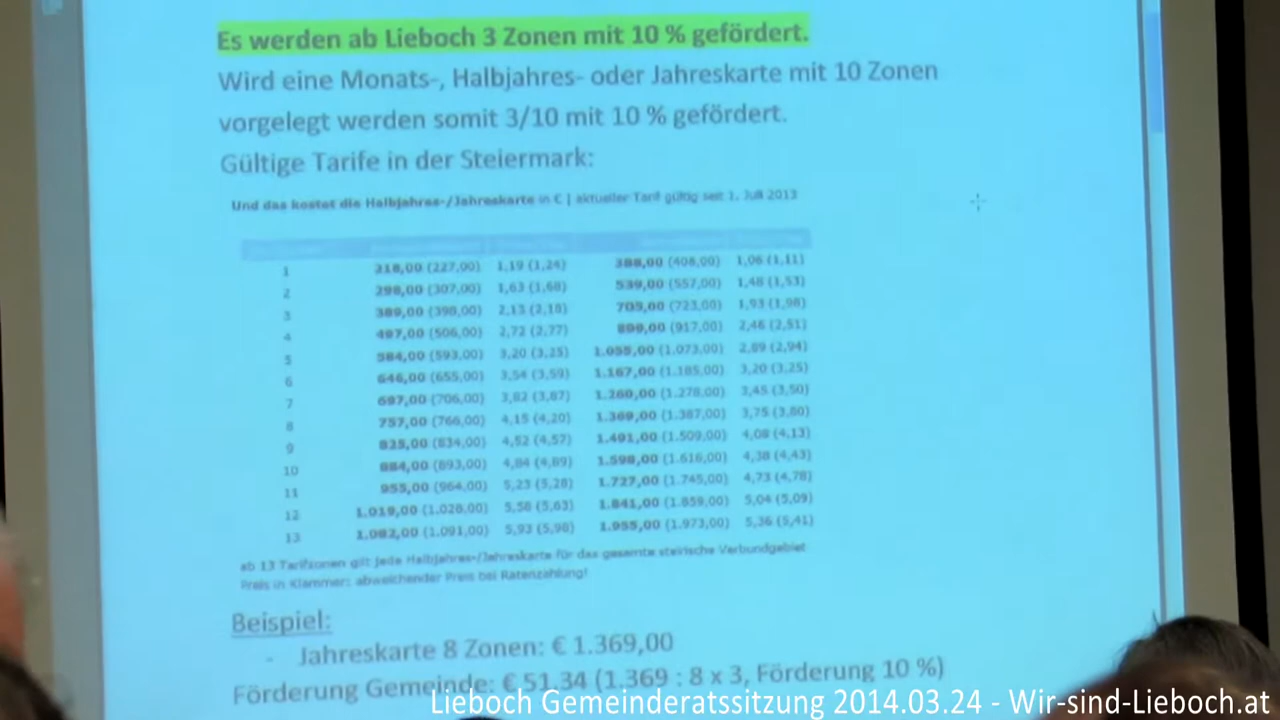 Es werden ab Lieboch 3 Zonen mit 10 % gefördert.
Wird eine Monats-, Halbjahres- oder Jahreskarte mit 10 Zonen
vorgelegt werden somit 3/10 mit 10 % gefördert.
Gültige Tarife in der Steiermark:
Und das kostet die Halbjahres-/Jahreskarte in € | aktueller Tarif gültig seit 1. Juli 2013
1 218,00 (227,00) 1,19 (1,24) 388,00 (406,00) 1,06 (1,11)
2 298,00 (307,00) 1,63 (1,68) 539,00 (557,00) 1,48 (1,53)
3 389,00 (398,00) 2,13 (2,18) 705,00 (723,00) 1,93 (1,98)
4 497,00 (506,00) 2,72 (2,77) 899,00 (917,00) 2,46 (2,51)
5 584,00 (593,00) 3,20 (3,25) 1.055,00 (1.073,00) 2,89 (2,94)
6 646,00 (655,00) 3,54 (3,59) 1.167,00 (1.185,00) 3,20 (3,25)
7 697,00 (706,00) 3,82 (3,87) 1.260,00 (1.278,00) 3,45 (3,50)
8 757,00 (766,00) 4,15 (4,20) 1.369,00 (1.387,00) 3,75 (3,80)
9 825,00 (834,00) 4,52 (4,57) 1.491,00 (1.509,00) 4,08 (4,13)
10 884,00 (893,00) 4,84 (4,89) 1.598,00 (1.616,00) 4,38 (4,43)
11 955,00 (964,00) 5,23 (5,28) 1.727,00 (1.745,00) 4,73 (4,78)
12 1.019,00 (1.028,00) 5,58 (5,63) 1.841,00 (1.859,00) 5,04 (5,09)
13 1.082,00 (1.091,00) 5,93 (5,98) 1.955,00 (1.973,00) 5,36 (5,41)
ab 13 Tarifzonen gilt jede Halbjahres-/Jahreskarte für das gesamte steirische Verbundgebiet
Preis in Klammer: abweichender Preis bei Ratenzahlung!
Beispiel:
- Jahreskarte 8 Zonen: € 1.369,00
Förderung Gemeinde: € 51,34 (1.369 : 8 x 3, Förderung 10 %)
Lieboch Gemeinderatssitzung 2014.03.24 - Wir-sind-Lieboch.at